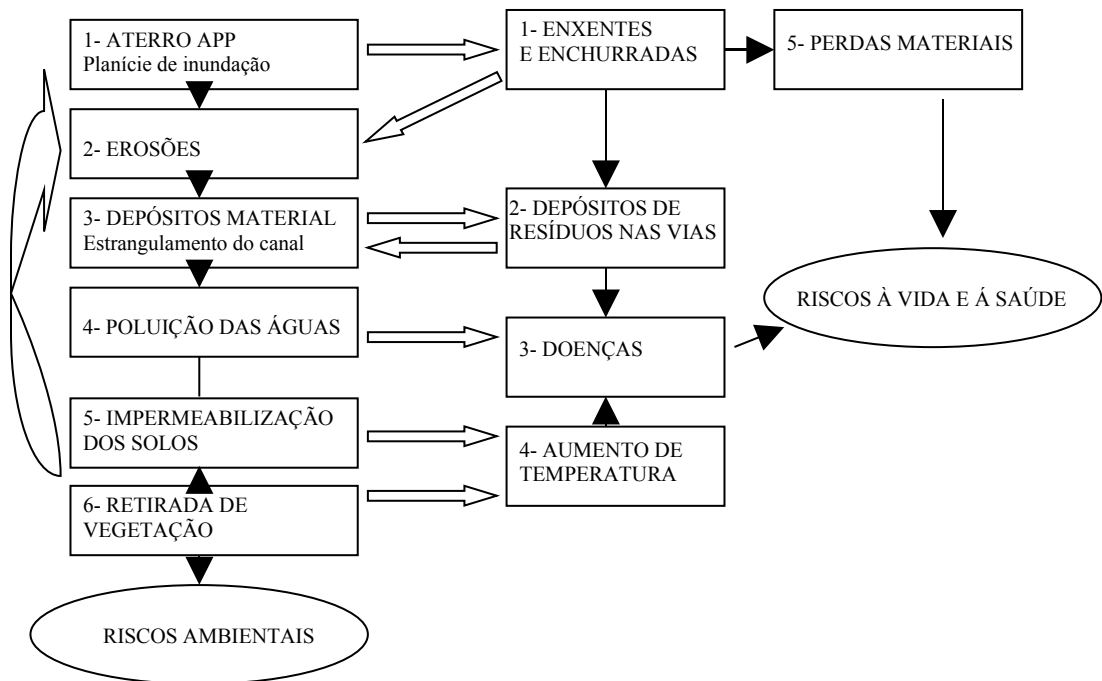 1- ATERRO APP
Planície de inundação
2- EROSÕES
3- DEPÓSITOS MATERIAL
Estrangulamento do canal
4- POLUIÇÃO DAS ÁGUAS
5- IMPERMEABILIZAÇÃO
DOS SOLOS
6- RETIRADA DE
VEGETAÇÃO
RISCOS AMBIENTAIS
1- ENXENTES
E ENCHURRADAS
2- DEPÓSITOS DE
RESÍDUOS NAS VIAS
3- DOENÇAS
4- AUMENTO DE
TEMPERATURA
5- PERDAS MATERIAIS
RISCOS À VIDA E Á SAÚDE